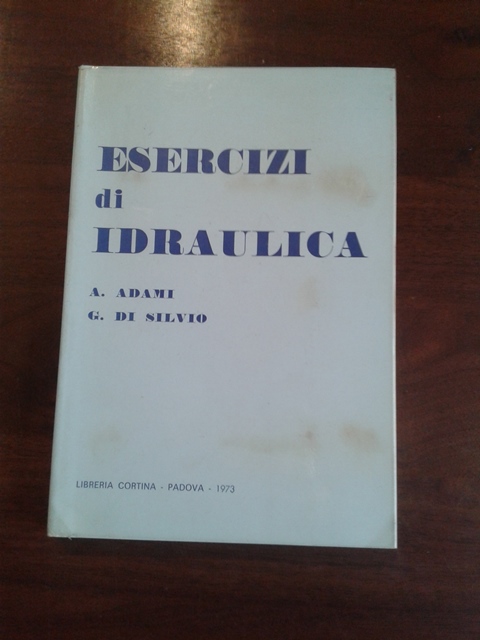 ESERCIZI
di
IDRAULICA
A. ADAMI
G. DI SILVIO
LIBRERIA CORTINA - PADOVA - 1973